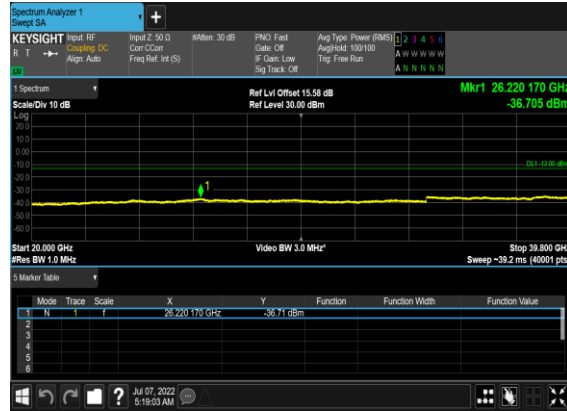 Spectrum Analyzer 1
Swept SA
+
KEYSIGHT Input: RF Input Z: 50 Ω #Atten: 30 dB PNO: Fast Avg Type: Power (RMS) 1 2 3 4 5 6
R T Coupling: DC Corr CCorr Gate: Off Avg|Hold: 100/100 A W W W W W
Align: Auto Freq Ref: Int (S) IF Gain: Low Trig: Free Run
Sig Track: Off A N N N N N
1 Spectrum Ref Lvl Offset 15.58 dB Mkr1 26.220 170 GHz
Scale/Div 10 dB Ref Level 30.00 dBm -36.705 dBm
Log
20.0
10.0
0.00
-10.0 DL1 -13.00 dBm
-20.0
-30.0 1
-40.0
-50.0
-60.0
Start 20.000 GHz Video BW 3.0 MHz* Stop 39.800 GHz
#Res BW 1.0 MHz Sweep ~39.2 ms (40001 pts)
5 Marker Table
Mode Trace Scale X Y Function Function Width Function Value
1 N 1 f 26.220 170 GHz -36.71 dBm
2
3
4
5
6
? Jul 07, 2022
5:19:03 AM